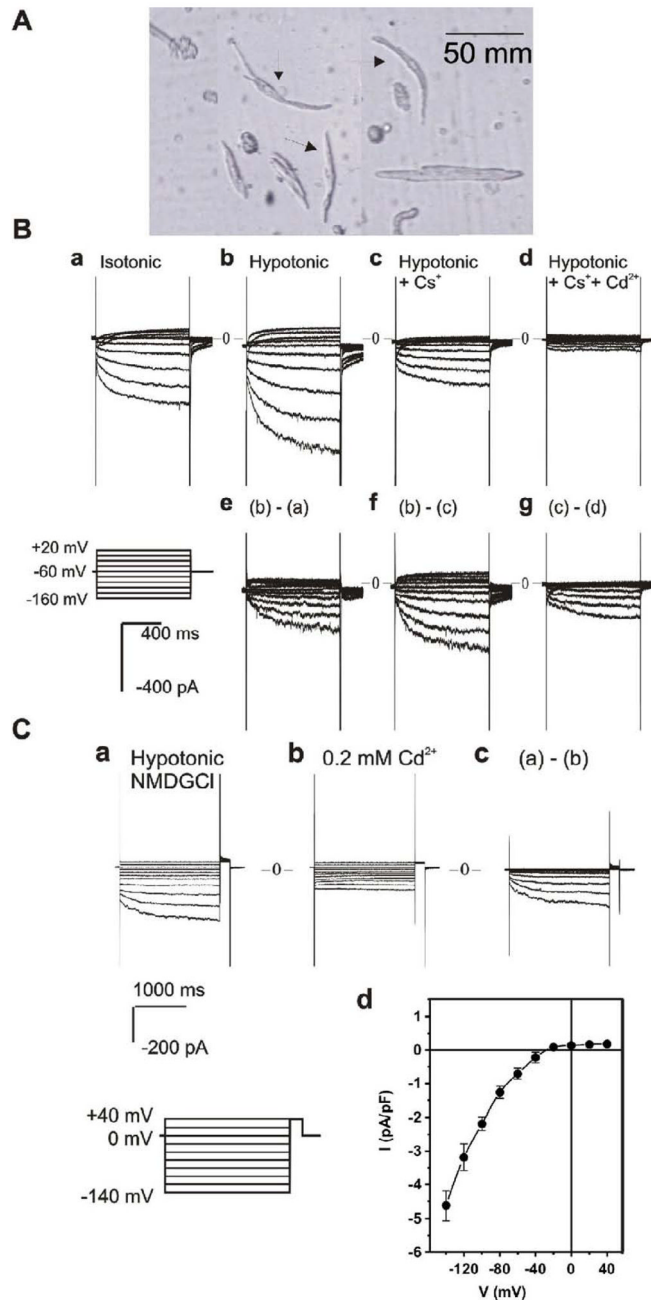 A
50 mm
B
a Isotonic b Hypotonic c Hypotonic + Cs⁺ d Hypotonic + Cs⁺+ Cd²⁺
0 0 0
e (b) - (a) f (b) - (c) g (c) - (d)
0 0
+20 mV
-60 mV
-160 mV
400 ms
-400 pA
C
a Hypotonic NMDGCl b 0.2 mM Cd²⁺ c (a) - (b)
0 0
1000 ms
-200 pA
+40 mV
0 mV
-140 mV
d
1
0
-1
-2
-3
-4
-5
-6
I (pA/pF)
-120 -80 -40 0 40
V (mV)